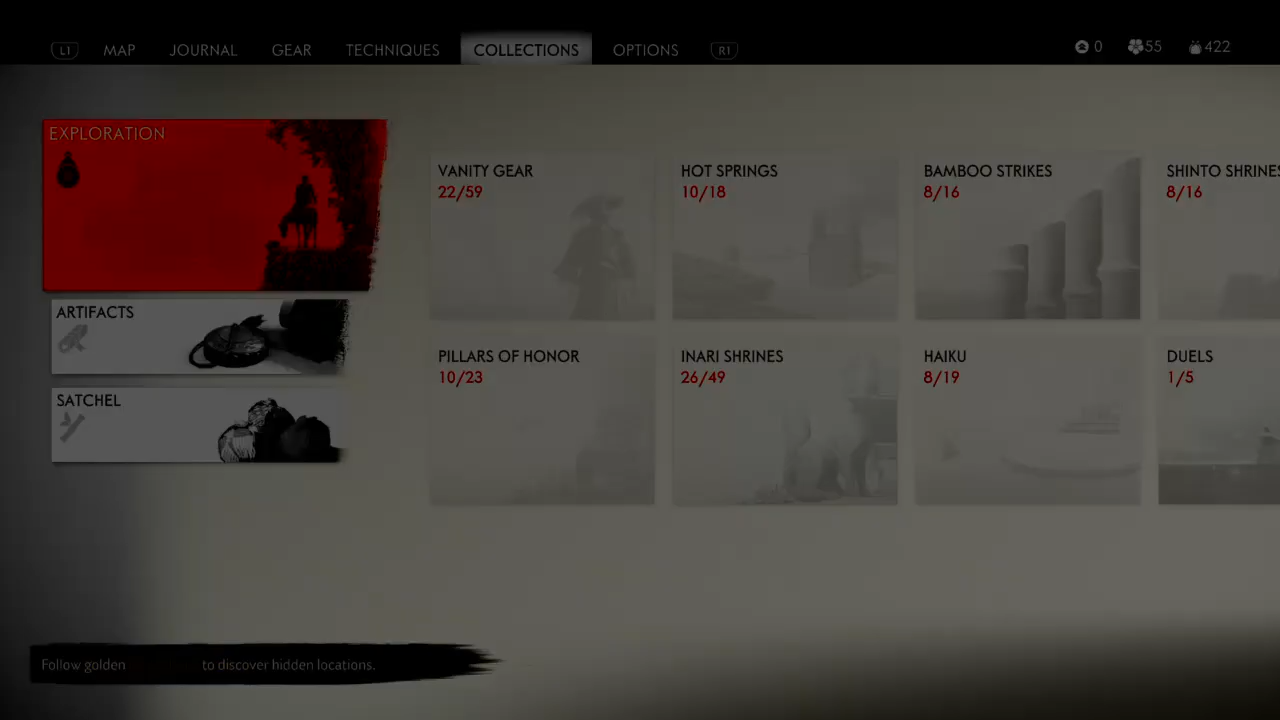 L1 MAP JOURNAL GEAR TECHNIQUES COLLECTIONS OPTIONS R1 0 55 422
EXPLORATION
ARTIFACTS
SATCHEL
VANITY GEAR
22/59
HOT SPRINGS
10/18
BAMBOO STRIKES
8/16
SHINTO SHRINES
8/16
PILLARS OF HONOR
10/23
INARI SHRINES
26/49
HAIKU
8/19
DUELS
1/5
Follow golden to discover hidden locations.